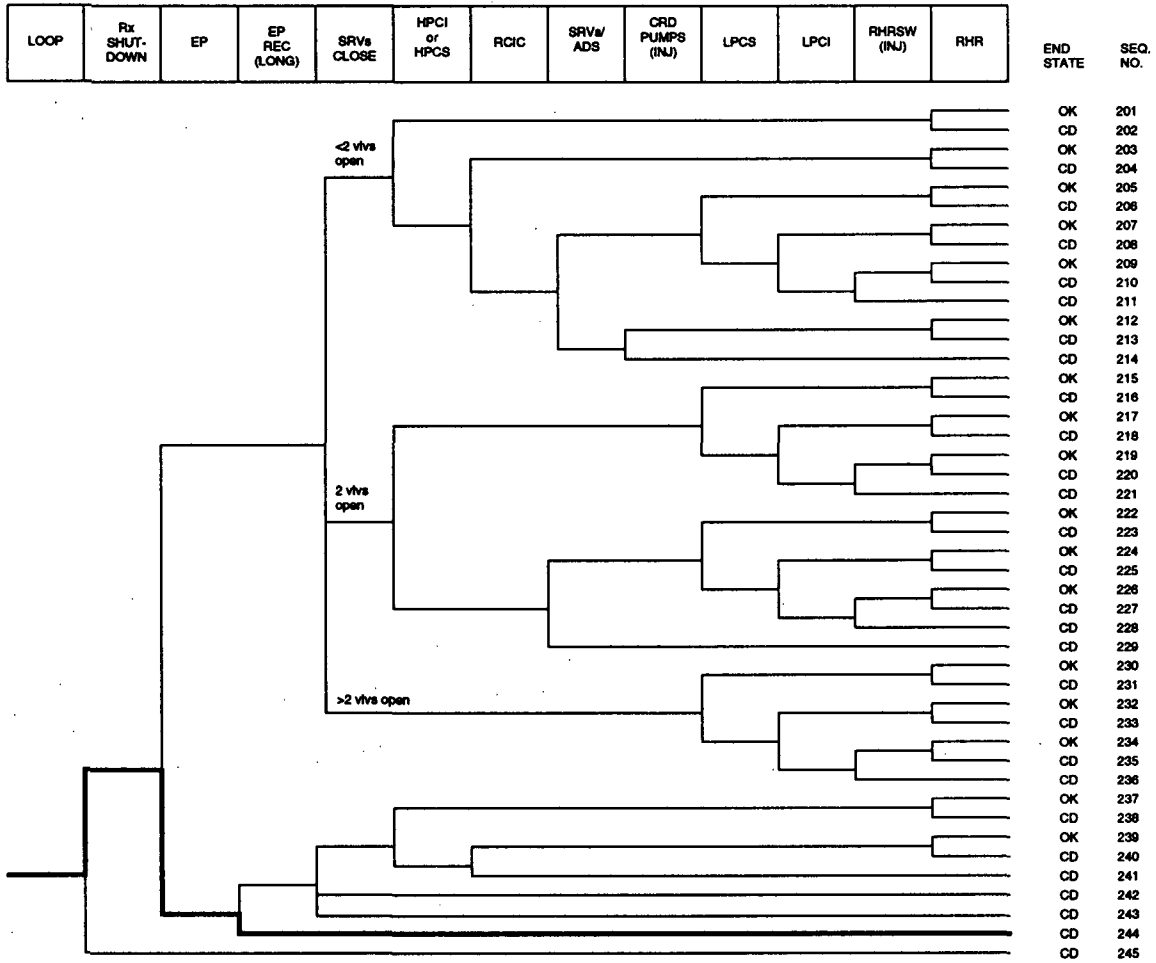 LOOP
Rx
SHUT-
DOWN
EP
EP
REC
(LONG)
SRVs
CLOSE
HPCI
or
HPCS
RCIC
SRVs/
ADS
CRD
PUMPS
(INJ)
LPCS
LPCI
RHRSW
(INJ)
RHR
END
STATE
SEQ.
NO.
OK 201
CD 202
<2 vlvs
open
OK 203
CD 204
OK 205
CD 206
OK 207
CD 208
OK 209
CD 210
CD 211
OK 212
CD 213
CD 214
OK 215
CD 216
OK 217
CD 218
OK 219
CD 220
CD 221
2 vlvs
open
OK 222
CD 223
OK 224
CD 225
OK 226
CD 227
CD 228
CD 229
OK 230
CD 231
>2 vlvs open
OK 232
CD 233
OK 234
CD 235
CD 236
OK 237
CD 238
OK 239
CD 240
CD 241
CD 242
CD 243
CD 244
CD 245